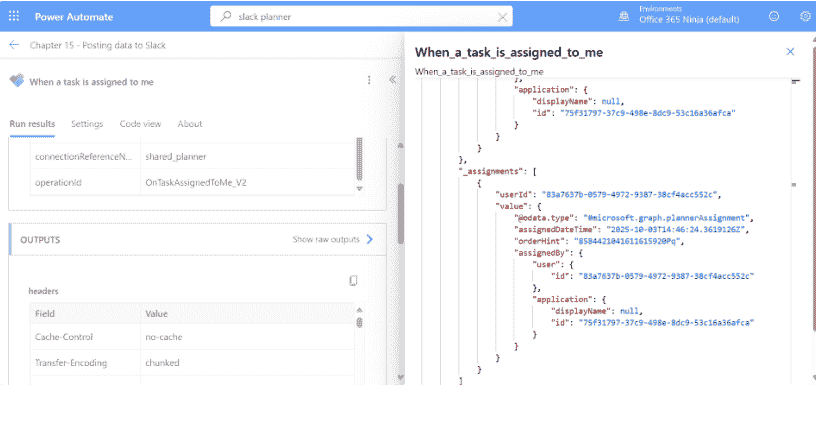 Power Automate
slack planner
Environments
Office 365 Ninja (default)
Chapter 15 - Posting data to Slack
When a task is assigned to me
Run results Settings Code view About
connectionReferenceN... shared_planner
operationId OnTaskAssignedToMe_V2
OUTPUTS Show raw outputs
headers
Field Value
Cache-Control no-cache
Transfer-Encoding chunked
When_a_task_is_assigned_to_me
When_a_task_is_assigned_to_me
},
"application": {
"displayName": null,
"id": "75f31797-37c9-498e-8dc9-53c16a36afca"
}
}
}
},
"_assignments": [
{
"userId": "83a7637b-0579-4972-9387-38cf4acc552c",
"value": {
"@odata.type": "#microsoft.graph.plannerAssignment",
"assignedDateTime": "2025-10-03T14:46:24.3619126Z",
"orderHint": "8584421041611615920Pq",
"assignedBy": {
"user": {
"id": "83a7637b-0579-4972-9387-38cf4acc552c"
},
"application": {
"displayName": null,
"id": "75f31797-37c9-498e-8dc9-53c16a36afca"
}
}
}
}
]